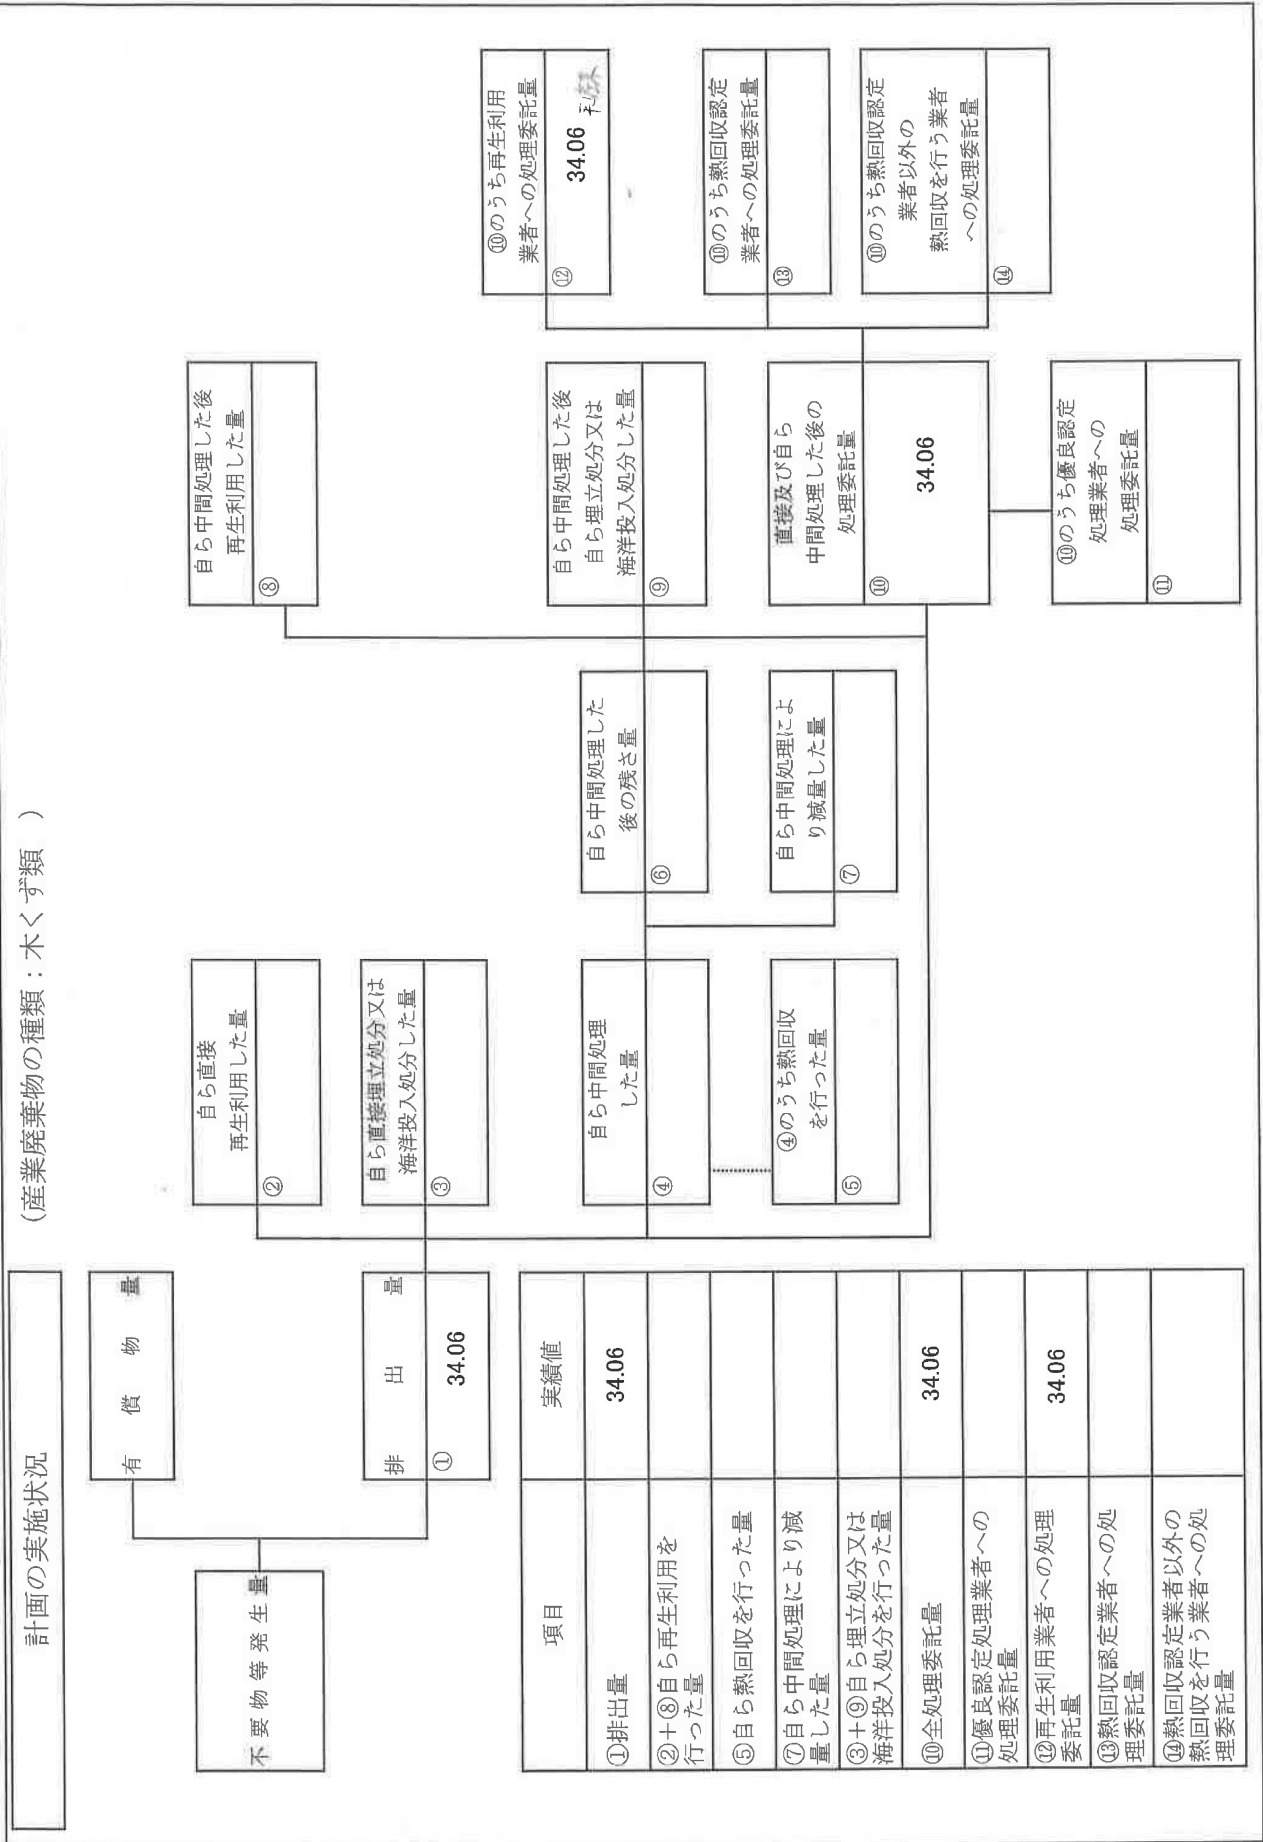 計画の実施状況
(産業廃棄物の種類：木くず類　)
不要物等発生量
有償物量
排出量
①
34.06
自ら直接
再生利用した量
②
自ら直接埋立処分又は
海洋投入処分した量
③
自ら中間処理
した量
④
④のうち熱回収
を行った量
⑤
自ら中間処理した
後の残さ量
⑥
自ら中間処理によ
り減量した量
⑦
自ら中間処理した後
再生利用した量
⑧
自ら中間処理した後
自ら埋立処分又は
海洋投入処分した量
⑨
直接及び自ら
中間処理した後の
処理委託量
⑩
34.06
⑩のうち優良認定
処理業者への
処理委託量
⑪
⑩のうち再生利用
業者への処理委託量
⑫
34.06
⑩のうち熱回収認定
業者への処理委託量
⑬
⑩のうち熱回収認定
業者以外の
熱回収を行う業者
への処理委託量
⑭
項目 実績値
①排出量 34.06
②＋⑧自ら再生利用を
行った量
⑤自ら熱回収を行った量
⑦自ら中間処理により減
量した量
③＋⑨自ら埋立処分又は
海洋投入処分を行った量
⑩全処理委託量 34.06
⑪優良認定処理業者への
処理委託量
⑫再生利用業者への処理
委託量 34.06
⑬熱回収認定業者への処
理委託量
⑭熱回収認定業者以外の
熱回収を行う業者への処
理委託量